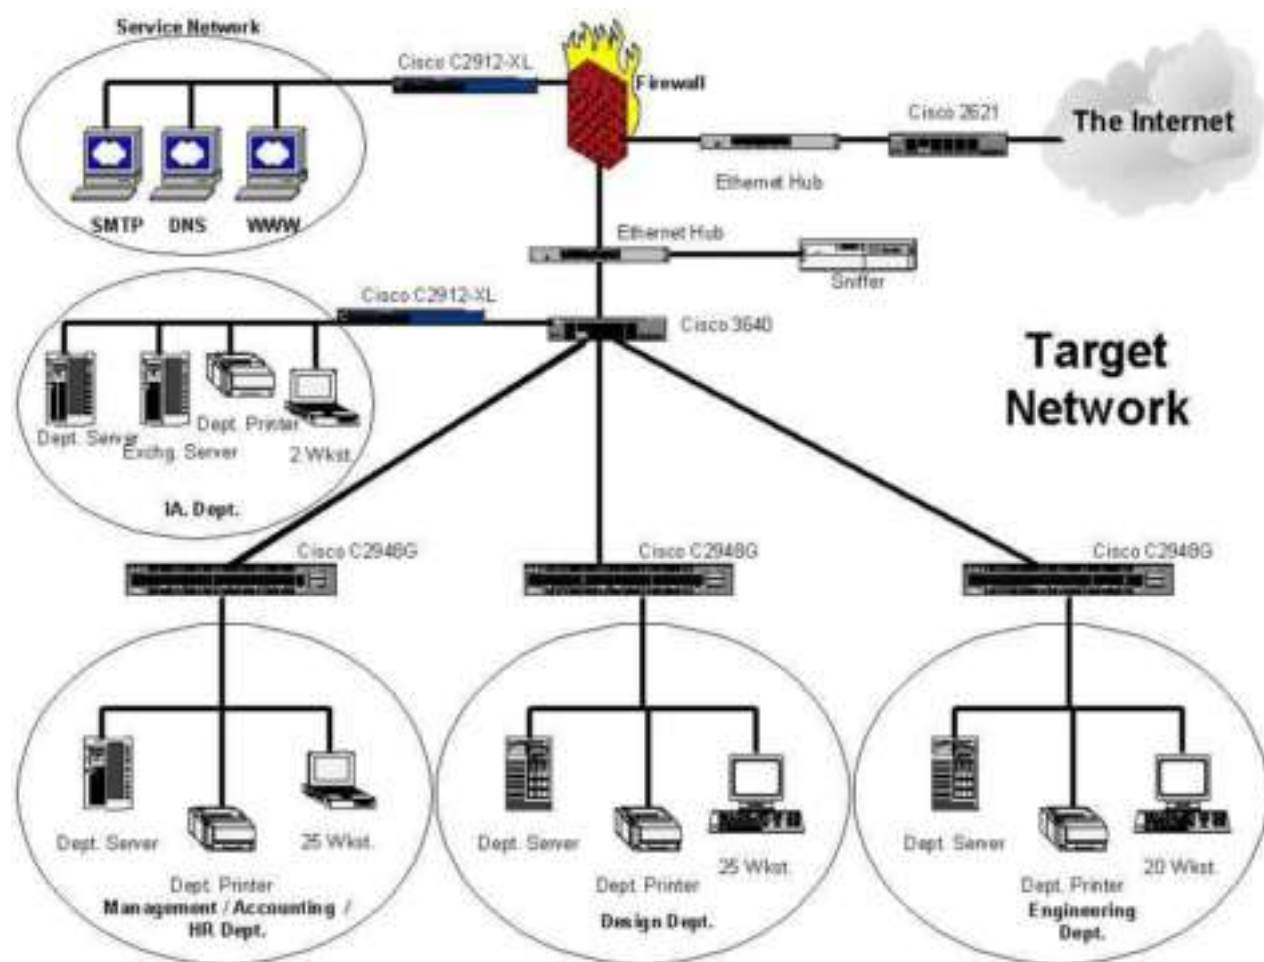 Service Network
Cisco C2912-XL
Firewall
Cisco 2621
The Internet
Ethernet Hub
SMTP
DNS
WWW
Ethernet Hub
Sniffer
Cisco C2912-XL
Cisco 3640
Target
Network
Dept. Server
Exchg. Server
Dept. Printer
2 Wkst.
IA. Dept.
Cisco C2948G
Cisco C2948G
Cisco C2948G
Dept. Server
25 Wkst.
Dept. Printer
Management / Accounting /
HR Dept.
Dept. Server
25 Wkst.
Dept. Printer
Design Dept.
Dept. Server
20 Wkst.
Dept. Printer
Engineering
Dept.